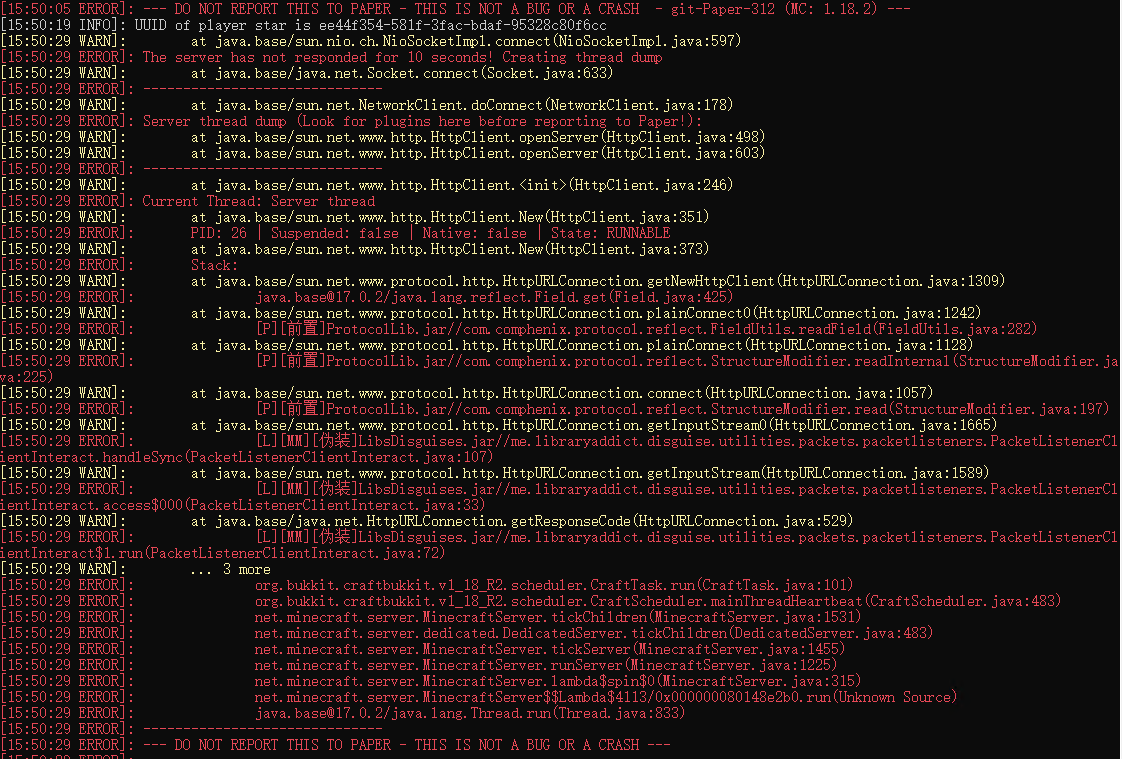 [15:50:05 ERROR]: --- DO NOT REPORT THIS TO PAPER - THIS IS NOT A BUG OR A CRASH  - git-Paper-312 (MC: 1.18.2) ---
[15:50:19 INFO]: UUID of player star is ee44f354-581f-3fac-bdaf-95328c80f6cc
[15:50:29 WARN]:        at java.base/sun.nio.ch.NioSocketImpl.connect(NioSocketImpl.java:597)
[15:50:29 ERROR]: The server has not responded for 10 seconds! Creating thread dump
[15:50:29 WARN]:        at java.base/java.net.Socket.connect(Socket.java:633)
[15:50:29 ERROR]: ------------------------------
[15:50:29 WARN]:        at java.base/sun.net.NetworkClient.doConnect(NetworkClient.java:178)
[15:50:29 ERROR]: Server thread dump (Look for plugins here before reporting to Paper!):
[15:50:29 WARN]:        at java.base/sun.net.www.http.HttpClient.openServer(HttpClient.java:498)
[15:50:29 WARN]:        at java.base/sun.net.www.http.HttpClient.openServer(HttpClient.java:603)
[15:50:29 ERROR]: ------------------------------
[15:50:29 WARN]:        at java.base/sun.net.www.http.HttpClient.<init>(HttpClient.java:246)
[15:50:29 ERROR]: Current Thread: Server thread
[15:50:29 WARN]:        at java.base/sun.net.www.http.HttpClient.New(HttpClient.java:351)
[15:50:29 ERROR]:       PID: 26 | Suspended: false | Native: false | State: RUNNABLE
[15:50:29 WARN]:        at java.base/sun.net.www.http.HttpClient.New(HttpClient.java:373)
[15:50:29 ERROR]:       Stack:
[15:50:29 WARN]:        at java.base/sun.net.www.protocol.http.HttpURLConnection.getNewHttpClient(HttpURLConnection.java:1309)
[15:50:29 ERROR]:               java.base@17.0.2/java.lang.reflect.Field.get(Field.java:425)
[15:50:29 WARN]:        at java.base/sun.net.www.protocol.http.HttpURLConnection.plainConnect0(HttpURLConnection.java:1242)
[15:50:29 ERROR]:               [P][前置]ProtocolLib.jar//com.comphenix.protocol.reflect.FieldUtils.readField(FieldUtils.java:282)
[15:50:29 WARN]:        at java.base/sun.net.www.protocol.http.HttpURLConnection.plainConnect(HttpURLConnection.java:1128)
[15:50:29 ERROR]:               [P][前置]ProtocolLib.jar//com.comphenix.protocol.reflect.StructureModifier.readInternal(StructureModifier.ja
va:225)
[15:50:29 WARN]:        at java.base/sun.net.www.protocol.http.HttpURLConnection.connect(HttpURLConnection.java:1057)
[15:50:29 ERROR]:               [P][前置]ProtocolLib.jar//com.comphenix.protocol.reflect.StructureModifier.read(StructureModifier.java:197)
[15:50:29 WARN]:        at java.base/sun.net.www.protocol.http.HttpURLConnection.getInputStream0(HttpURLConnection.java:1665)
[15:50:29 ERROR]:               [L][MM][伪装]LibsDisguises.jar//me.libraryaddict.disguise.utilities.packets.packetlisteners.PacketListenerCl
ientInteract.handleSync(PacketListenerClientInteract.java:107)
[15:50:29 WARN]:        at java.base/sun.net.www.protocol.http.HttpURLConnection.getInputStream(HttpURLConnection.java:1589)
[15:50:29 ERROR]:               [L][MM][伪装]LibsDisguises.jar//me.libraryaddict.disguise.utilities.packets.packetlisteners.PacketListenerCl
ientInteract.access$000(PacketListenerClientInteract.java:33)
[15:50:29 WARN]:        at java.base/java.net.HttpURLConnection.getResponseCode(HttpURLConnection.java:529)
[15:50:29 ERROR]:               [L][MM][伪装]LibsDisguises.jar//me.libraryaddict.disguise.utilities.packets.packetlisteners.PacketListenerCl
ientInteract$1.run(PacketListenerClientInteract.java:72)
[15:50:29 WARN]:        ... 3 more
[15:50:29 ERROR]:               org.bukkit.craftbukkit.v1_18_R2.scheduler.CraftTask.run(CraftTask.java:101)
[15:50:29 ERROR]:               org.bukkit.craftbukkit.v1_18_R2.scheduler.CraftScheduler.mainThreadHeartbeat(CraftScheduler.java:483)
[15:50:29 ERROR]:               net.minecraft.server.MinecraftServer.tickChildren(MinecraftServer.java:1531)
[15:50:29 ERROR]:               net.minecraft.server.dedicated.DedicatedServer.tickChildren(DedicatedServer.java:483)
[15:50:29 ERROR]:               net.minecraft.server.MinecraftServer.tickServer(MinecraftServer.java:1455)
[15:50:29 ERROR]:               net.minecraft.server.MinecraftServer.runServer(MinecraftServer.java:1225)
[15:50:29 ERROR]:               net.minecraft.server.MinecraftServer.lambda$spin$0(MinecraftServer.java:315)
[15:50:29 ERROR]:               net.minecraft.server.MinecraftServer$$Lambda$4113/0x000000080148e2b0.run(Unknown Source)
[15:50:29 ERROR]:               java.base@17.0.2/java.lang.Thread.run(Thread.java:833)
[15:50:29 ERROR]: ------------------------------
[15:50:29 ERROR]: --- DO NOT REPORT THIS TO PAPER - THIS IS NOT A BUG OR A CRASH ---